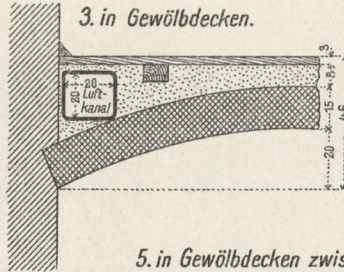 3. in Gewölbdecken.
3
8
20
20
Luft-
kanal
15
46
20
5. in Gewölbdecken zwis